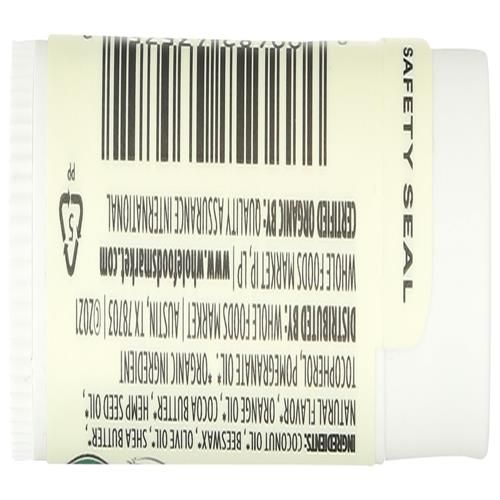 INGREDIENTS: COCONUT OIL*, BEESWAX*, OLIVE OIL*, SHEA BUTTER*,
NATURAL FLAVOR, ORANGE OIL*, COCOA BUTTER*, HEMP SEED OIL*,
TOCOPHEROL, POMEGRANATE OIL*. *ORGANIC INGREDIENT
DISTRIBUTED BY: WHOLE FOODS MARKET | AUSTIN, TX 78703 | ©2021
WHOLE FOODS MARKET IP, LP | www.wholefoodsmarket.com
CERTIFIED ORGANIC BY: QUALITY ASSURANCE INTERNATIONAL
5
PP
SAFETY SEAL